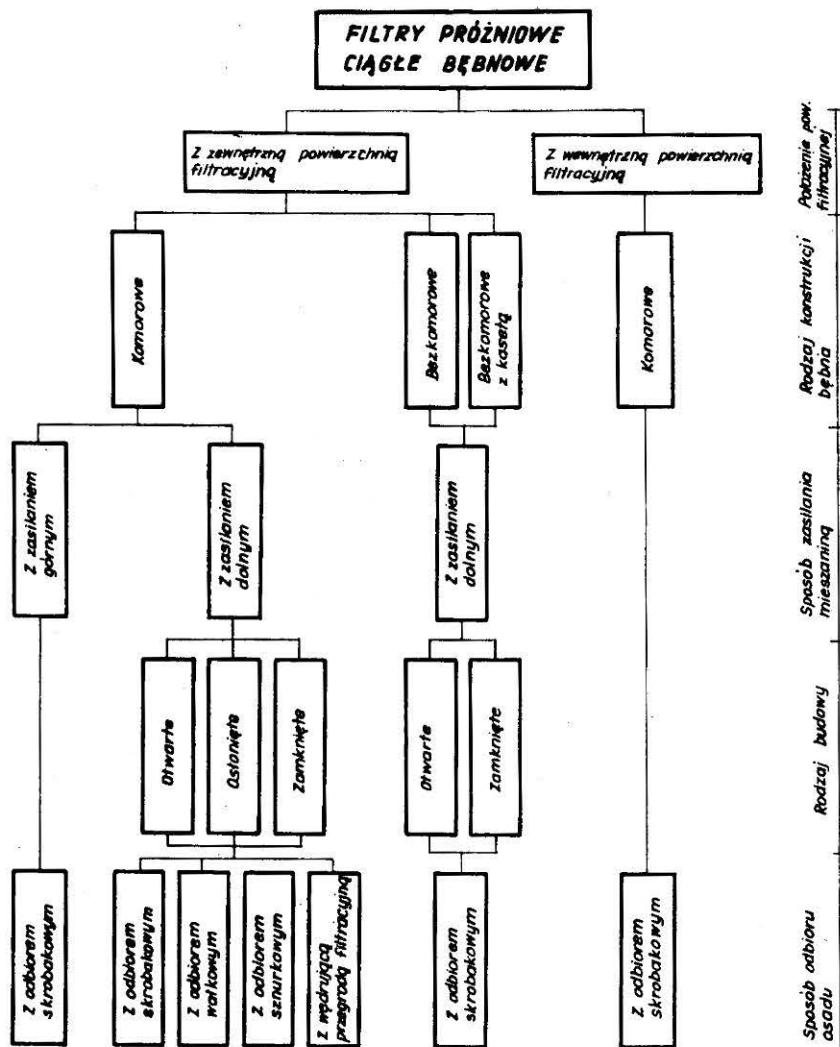 FILTRY PRÓŻNIOWE
CIĄGŁE BĘBNOWE
Z zewnętrzną powierzchnią
filtracyjną
Z wewnętrzną powierzchnią
filtracyjną
Położenie pow.
filtracyjnej
Komorowe
Bezkomorowe
Bezkomorowe
z kasetą
Komorowe
Rodzaj konstrukcji
bębna
Z zasilaniem
górnym
Z zasilaniem
dolnym
Z zasilaniem
dolnym
Sposób zasilania
mieszaniną
Otwarte
Osłonięte
Zamknięte
Otwarte
Zamknięte
Rodzaj budowy
Z odbiorem
skrobakowym
Z odbiorem
skrobakowym
Z odbiorem
wałkowym
Z odbiorem
sznurkowym
Z wędrującą
przegrodą filtracyjną
Z odbiorem
skrobakowym
Z odbiorem
skrobakowym
Sposób odbioru
osadu